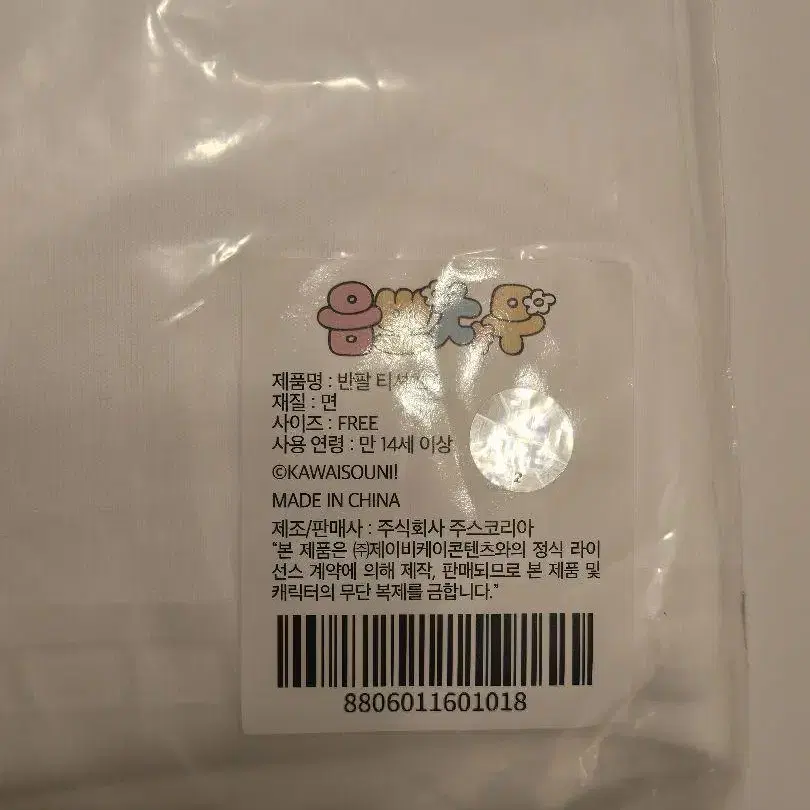 제품명 : 반팔 티셔츠
재질 : 면
사이즈 : FREE
사용 연령 : 만 14세 이상
2
©KAWAISOUNI!
MADE IN CHINA
제조/판매사 : 주식회사 주스코리아
"본 제품은 ㈜제이비케이콘텐츠와의 정식 라이
선스 계약에 의해 제작, 판매되므로 본 제품 및
캐릭터의 무단 복제를 금합니다."
8806011601018